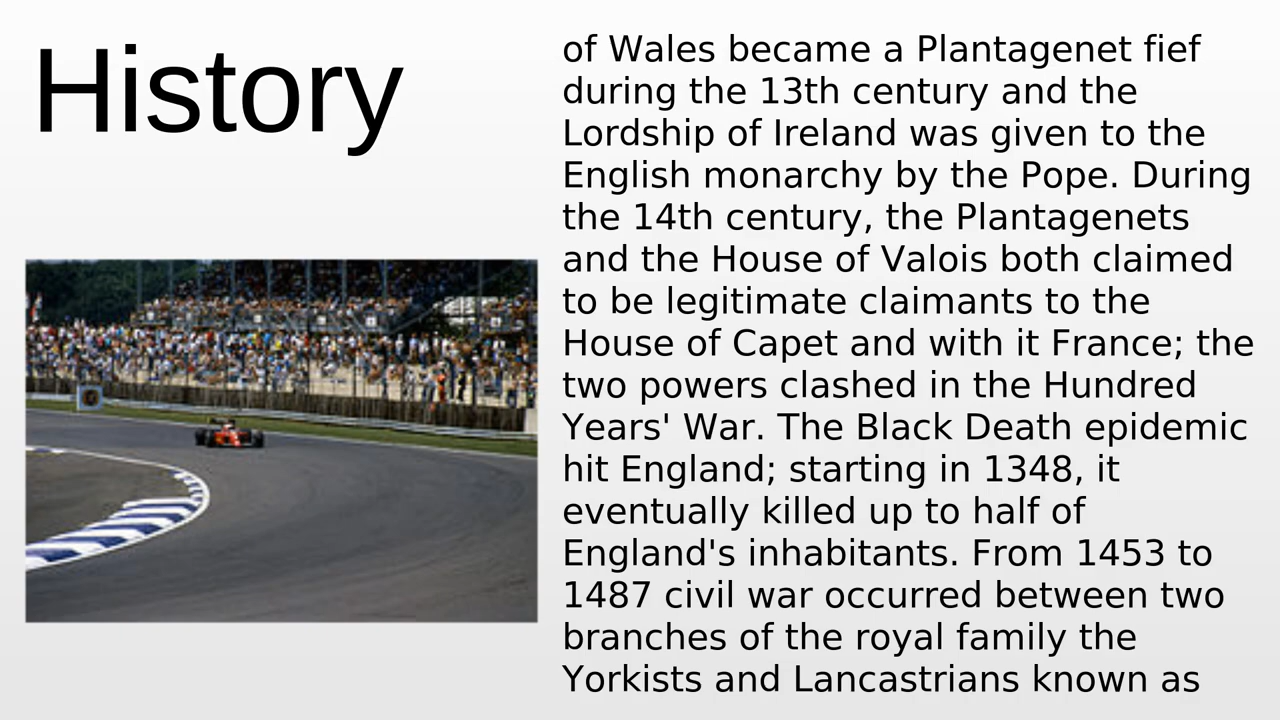 History
of Wales became a Plantagenet fief
during the 13th century and the
Lordship of Ireland was given to the
English monarchy by the Pope. During
the 14th century, the Plantagenets
and the House of Valois both claimed
to be legitimate claimants to the
House of Capet and with it France; the
two powers clashed in the Hundred
Years' War. The Black Death epidemic
hit England; starting in 1348, it
eventually killed up to half of
England's inhabitants. From 1453 to
1487 civil war occurred between two
branches of the royal family the
Yorkists and Lancastrians known as